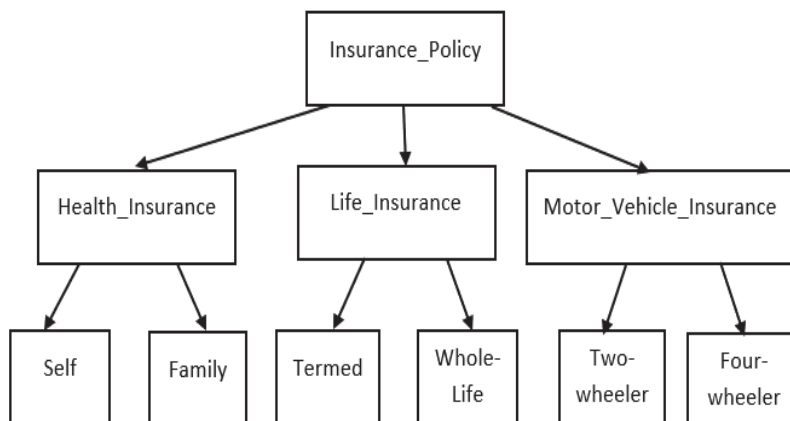 Insurance_Policy
Health_Insurance
Life_Insurance
Motor_Vehicle_Insurance
Self
Family
Termed
Whole-
Life
Two-
wheeler
Four-
wheeler